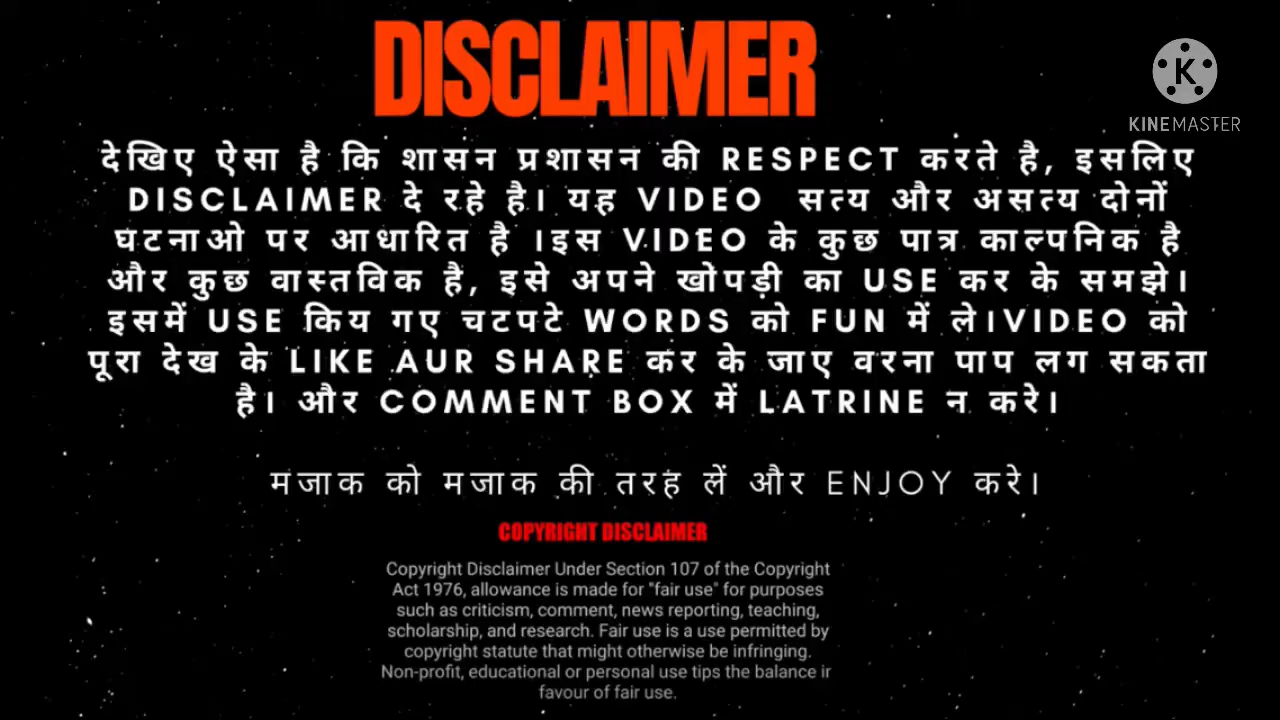 DISCLAIMER
KINEMASTER
देखिए ऐसा है कि शासन प्रशासन की RESPECT करते है, इसलिए
DISCLAIMER दे रहे है। यह VIDEO सत्य और असत्य दोनों
घटनाओ पर आधारित है ।इस VIDEO के कुछ पात्र काल्पनिक है
और कुछ वास्तविक है, इसे अपने खोपड़ी का USE कर के समझे।
इसमें USE किय गए चटपटे WORDS को FUN में ले।VIDEO को
पूरा देख के LIKE AUR SHARE कर के जाए वरना पाप लग सकता
है। और COMMENT BOX में LATRINE न करे।
मजाक को मजाक की तरह लें और ENJOY करे।
COPYRIGHT DISCLAIMER
Copyright Disclaimer Under Section 107 of the Copyright
Act 1976, allowance is made for "fair use" for purposes
such as criticism, comment, news reporting, teaching,
scholarship, and research. Fair use is a use permitted by
copyright statute that might otherwise be infringing.
Non-profit, educational or personal use tips the balance in
favour of fair use.